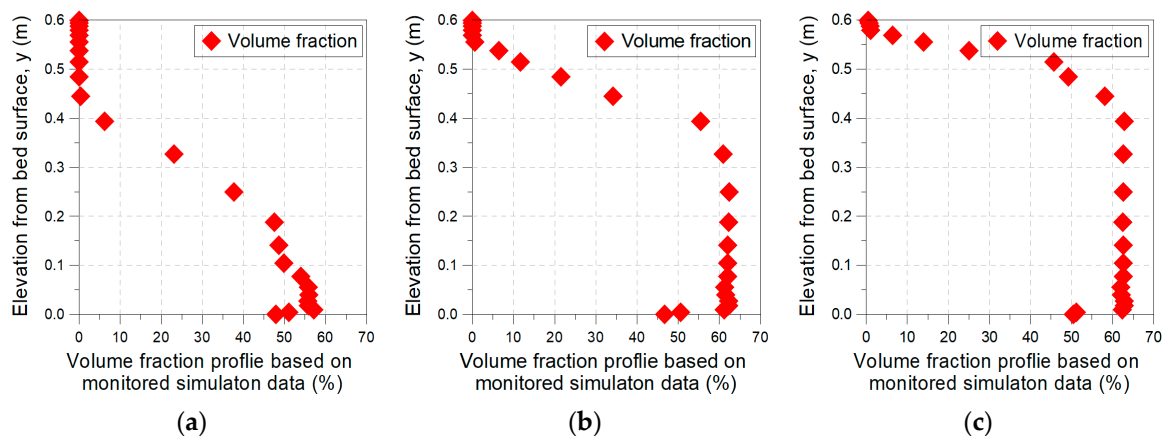 0.6
0.5
0.4
0.3
0.2
0.1
0.0
Elevation from bed surface, y (m)
Volume fraction
0 10 20 30 40 50 60 70
Volume fraction proflie based on
monitored simulaton data (%)
(a)
0.6
0.5
0.4
0.3
0.2
0.1
0.0
Elevation from bed surface, y (m)
Volume fraction
0 10 20 30 40 50 60 70
Volume fraction proflie based on
monitored simulaton data (%)
(b)
0.6
0.5
0.4
0.3
0.2
0.1
0.0
Elevation from bed surface, y (m)
Volume fraction
0 10 20 30 40 50 60 70
Volume fraction proflie based on
monitored simulaton data (%)
(c)